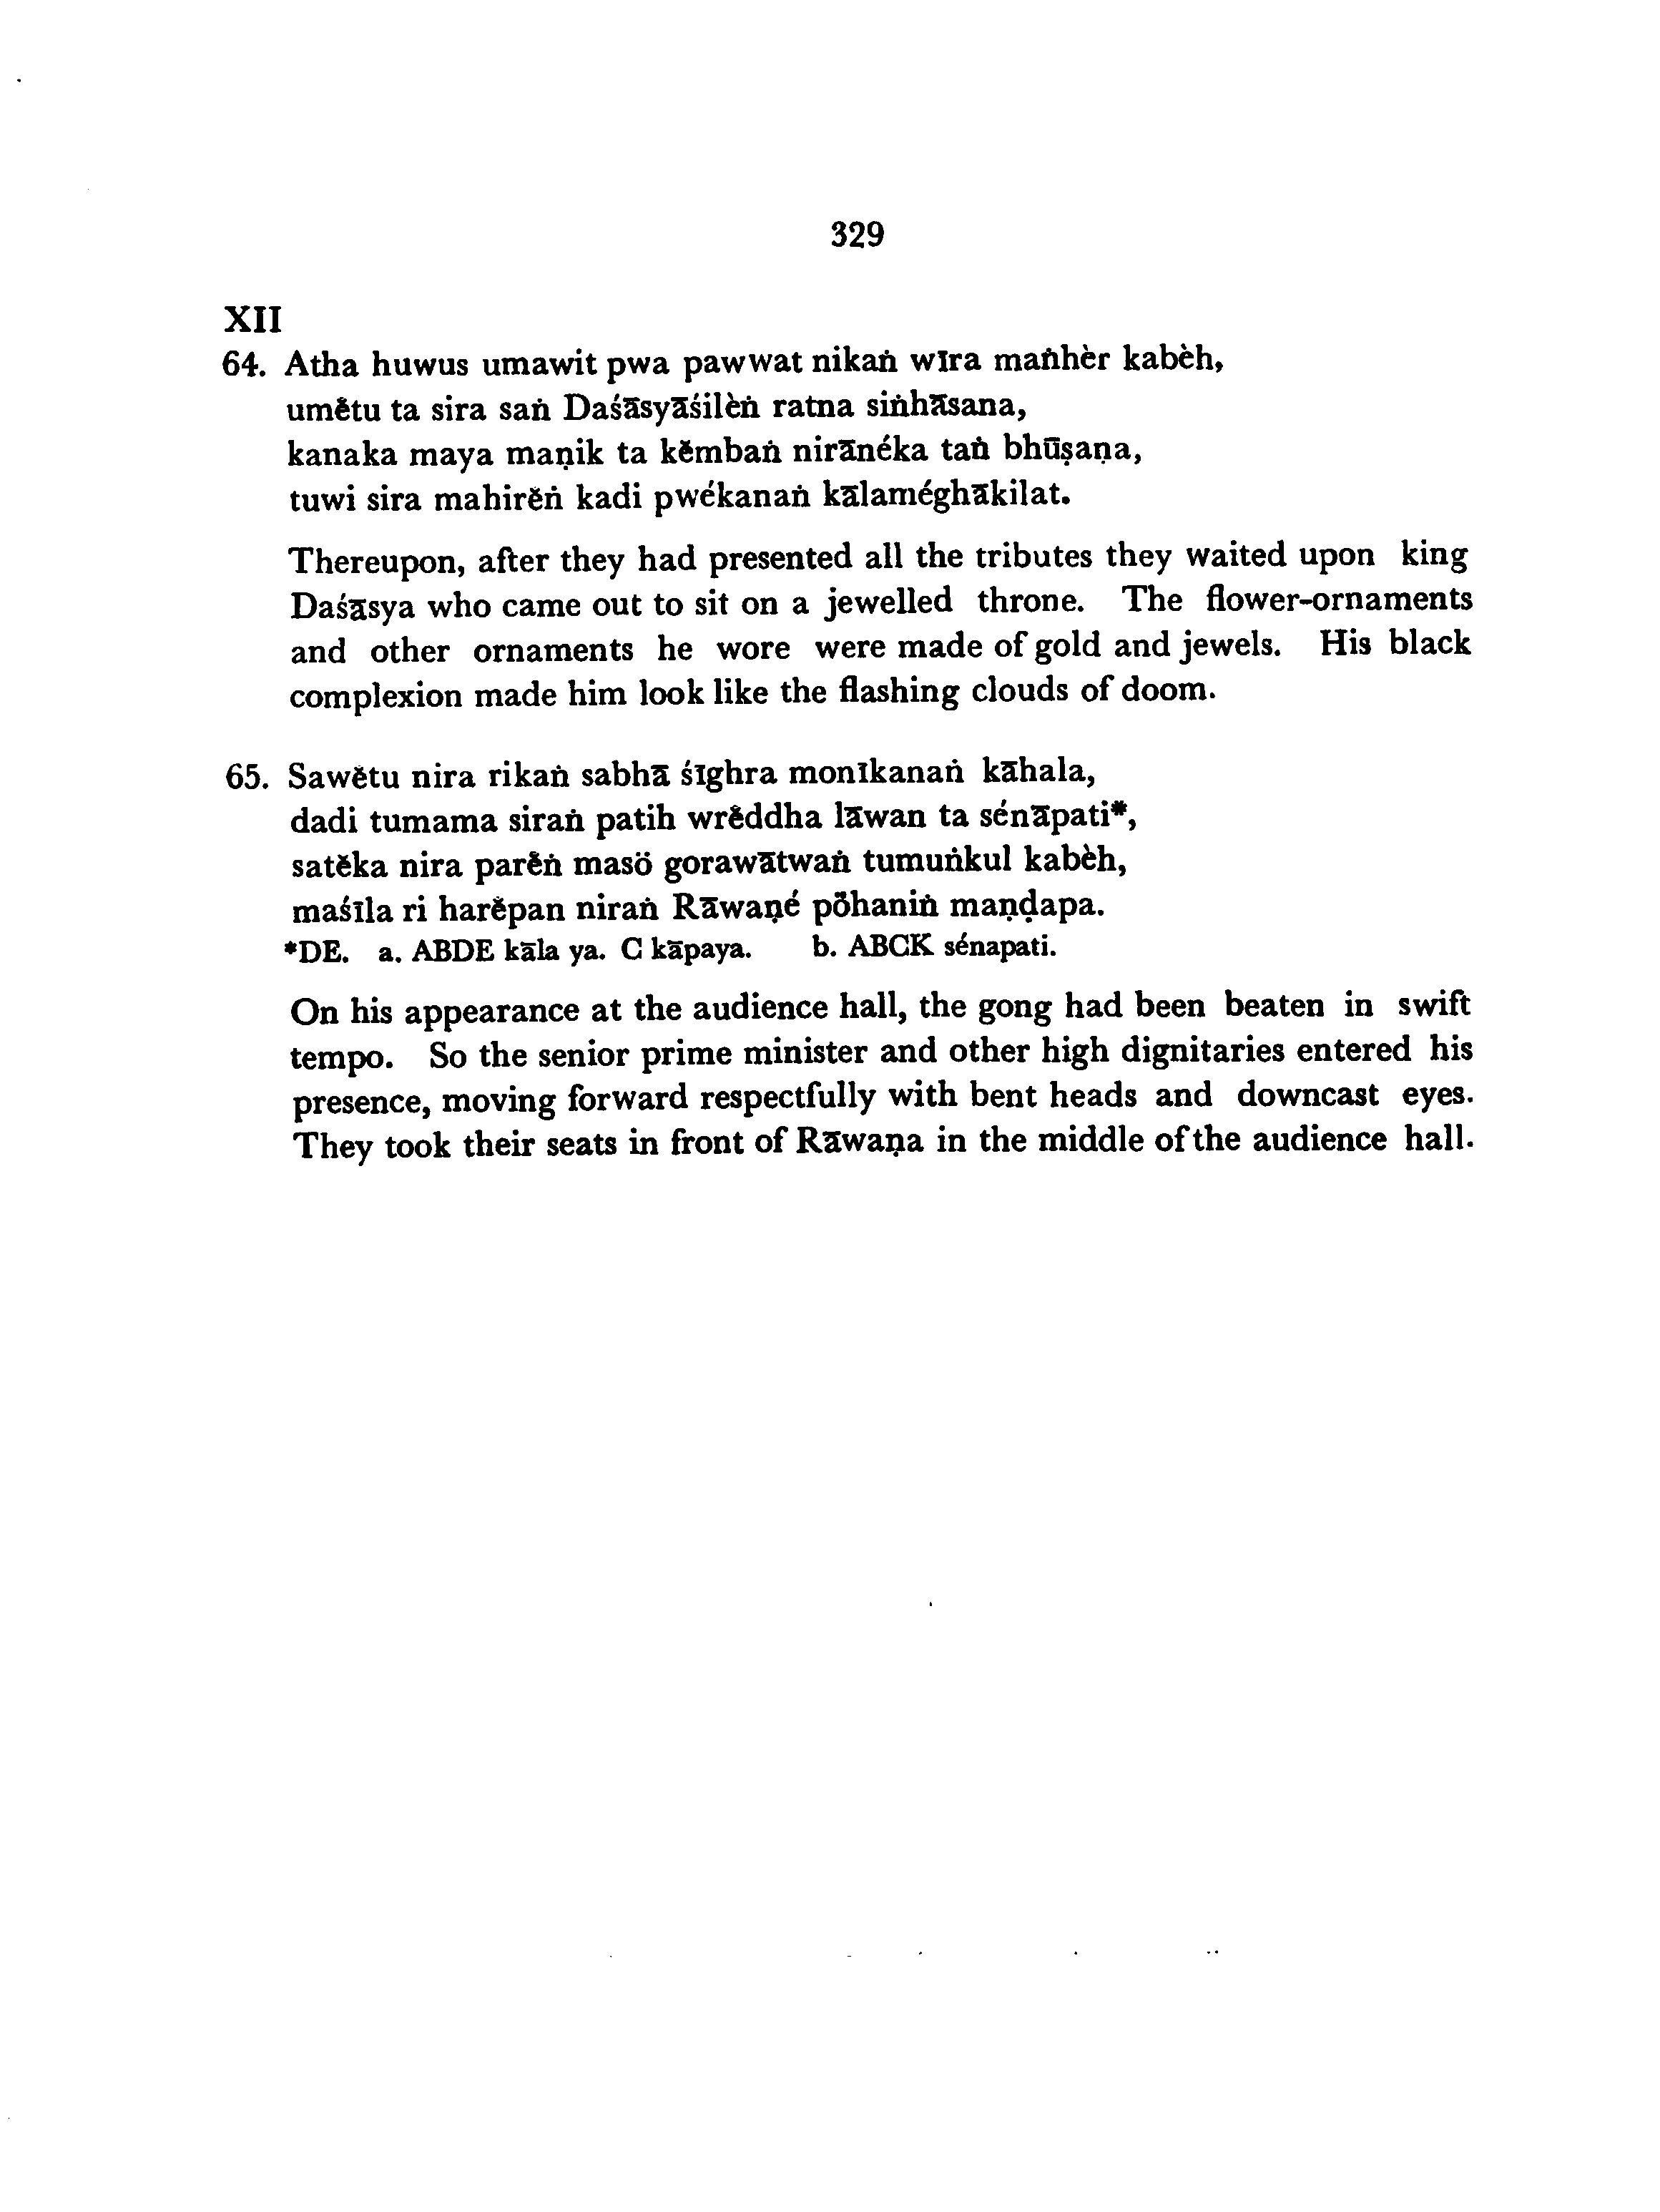 329
XII
64. Atha huwus umawit pwa pawwat nikaṅ wīra maṅhèr kabèh,
umĕtu ta sira saṅ Daśāsyāśilèṅ ratna siṅhāsana,
kanaka maya maṇik ta kĕmbaṅ nirānéka taṅ bhūṣaṇa,
tuwi sira mahirĕṅ kadi pwékanaṅ kālaméghākilat.
Thereupon, after they had presented all the tributes they waited upon king
Daśāsya who came out to sit on a jewelled throne. The flower-ornaments
and other ornaments he wore were made of gold and jewels. His black
complexion made him look like the flashing clouds of doom.
65. Sawĕtu nira rikaṅ sabhā śīghra monīkanaṅ kāhala,
dadi tumama siraṅ patih wrĕddha lāwan ta sénāpati*,
satĕka nira parĕṅ masö gorawātwaṅ tumuṅkul kabèh,
maśīla ri harĕpan niraṅ Rāwaṇé pöhaniṅ maṇḍapa.
*DE. a. ABDE kāla ya. C kāpaya. b. ABCK sénapati.
On his appearance at the audience hall, the gong had been beaten in swift
tempo. So the senior prime minister and other high dignitaries entered his
presence, moving forward respectfully with bent heads and downcast eyes.
They took their seats in front of Rāwaṇa in the middle of the audience hall.